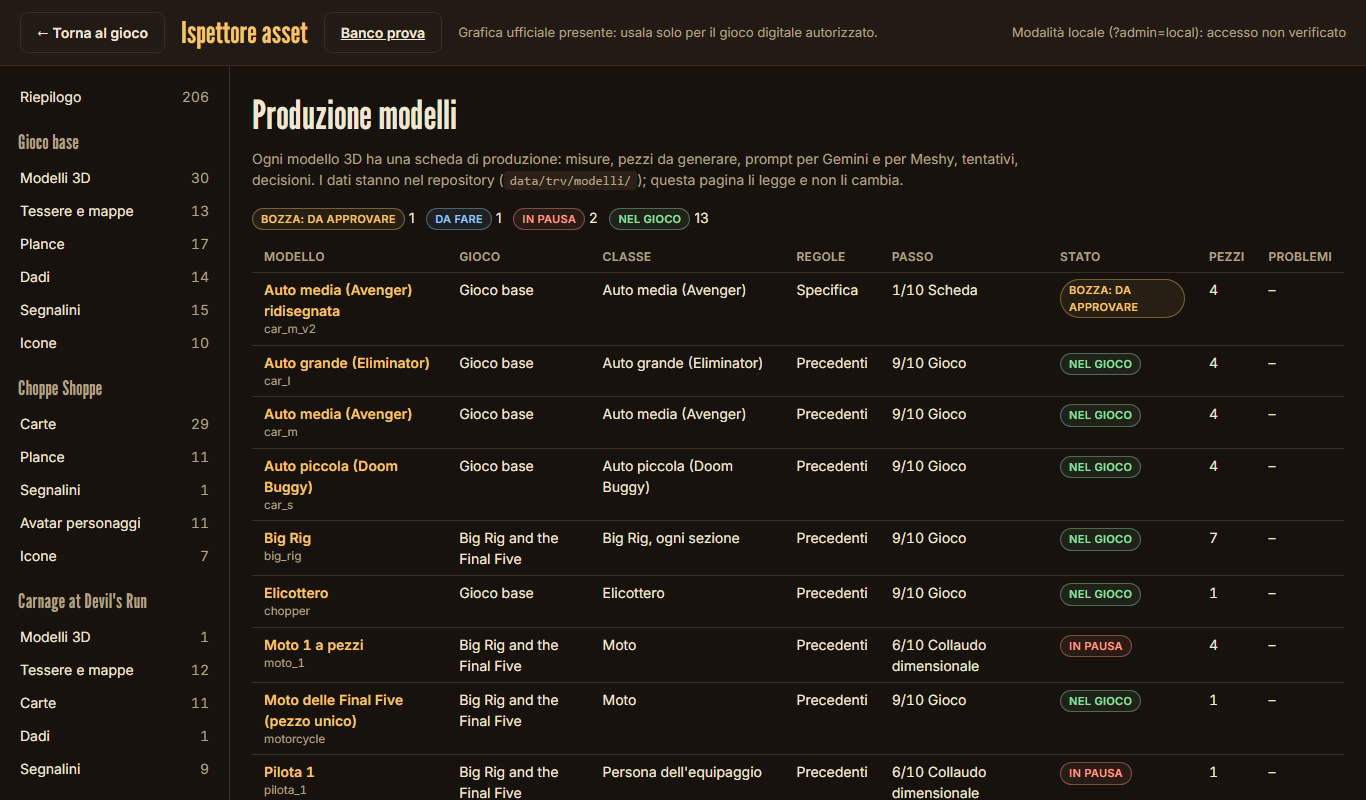 ← Torna al gioco
Ispettore asset
Banco prova
Grafica ufficiale presente: usala solo per il gioco digitale autorizzato.
Modalità locale (?admin=local): accesso non verificato
Riepilogo 206
Gioco base
Modelli 3D 30
Tessere e mappe 13
Plance 17
Dadi 14
Segnalini 15
Icone 10
Choppe Shoppe
Carte 29
Plance 11
Segnalini 1
Avatar personaggi 11
Icone 7
Carnage at Devil's Run
Modelli 3D 1
Tessere e mappe 12
Carte 11
Dadi 1
Segnalini 9
Produzione modelli
Ogni modello 3D ha una scheda di produzione: misure, pezzi da generare, prompt per Gemini e per Meshy, tentativi,
decisioni. I dati stanno nel repository ( data/trv/modelli/ ); questa pagina li legge e non li cambia.
BOZZA: DA APPROVARE 1 DA FARE 1 IN PAUSA 2 NEL GIOCO 13
MODELLO GIOCO CLASSE REGOLE PASSO STATO PEZZI PROBLEMI
Auto media (Avenger) Gioco base Auto media (Avenger) Specifica 1/10 Scheda BOZZA: DA 4 –
ridisegnata APPROVARE
car_m_v2
Auto grande (Eliminator) Gioco base Auto grande (Eliminator) Precedenti 9/10 Gioco NEL GIOCO 4 –
car_l
Auto media (Avenger) Gioco base Auto media (Avenger) Precedenti 9/10 Gioco NEL GIOCO 4 –
car_m
Auto piccola (Doom Gioco base Auto piccola (Doom Precedenti 9/10 Gioco NEL GIOCO 4 –
Buggy) Buggy)
car_s
Big Rig Big Rig and the Big Rig, ogni sezione Precedenti 9/10 Gioco NEL GIOCO 7 –
big_rig Final Five
Elicottero Gioco base Elicottero Precedenti 9/10 Gioco NEL GIOCO 1 –
chopper
Moto 1 a pezzi Big Rig and the Moto Precedenti 6/10 Collaudo IN PAUSA 4 –
moto_1 Final Five dimensionale
Moto delle Final Five Big Rig and the Moto Precedenti 9/10 Gioco NEL GIOCO 1 –
(pezzo unico) Final Five
motorcycle
Pilota 1 Big Rig and the Persona dell'equipaggio Precedenti 6/10 Collaudo IN PAUSA 1 –
pilota_1 Final Five dimensionale